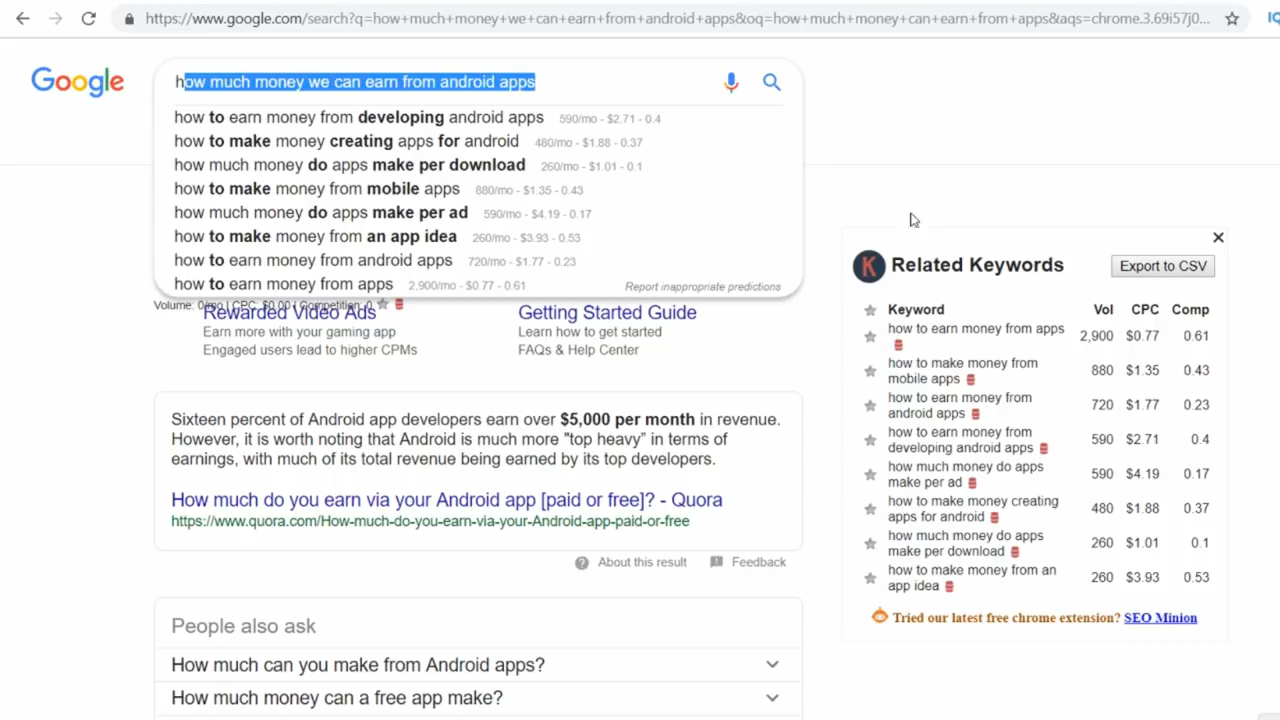 https://www.google.com/search?q=how+much+money+we+can+earn+from+android+apps&oq=how+much+money+can+earn+from+apps&aqs=chrome.3.69i57j0...
Google
how much money we can earn from android apps
how to earn money from developing android apps 590/mo - $2.71 - 0.4
how to make money creating apps for android 480/mo - $1.88 - 0.37
how much money do apps make per download 260/mo - $1.01 - 0.1
how to make money from mobile apps 880/mo - $1.35 - 0.43
how much money do apps make per ad 590/mo - $4.19 - 0.17
how to make money from an app idea 260/mo - $3.93 - 0.53
how to earn money from android apps 720/mo - $1.77 - 0.23
how to earn money from apps 2,900/mo - $0.77 - 0.61
Report inappropriate predictions
Volume: 0/mo | CPC: $0.00 | Competition: 0
Rewarded Video Ads
Earn more with your gaming app
Engaged users lead to higher CPMs
Getting Started Guide
Learn how to get started
FAQs & Help Center
Sixteen percent of Android app developers earn over $5,000 per month in revenue.
However, it is worth noting that Android is much more "top heavy" in terms of
earnings, with much of its total revenue being earned by its top developers.
How much do you earn via your Android app [paid or free]? - Quora
https://www.quora.com/How-much-do-you-earn-via-your-Android-app-paid-or-free
About this result
Feedback
People also ask
How much can you make from Android apps?
How much money can a free app make?
K
Related Keywords
Export to CSV
Keyword Vol CPC Comp
how to earn money from apps 2,900 $0.77 0.61
how to make money from
mobile apps 880 $1.35 0.43
how to earn money from
android apps 720 $1.77 0.23
how to earn money from
developing android apps 590 $2.71 0.4
how much money do apps
make per ad 590 $4.19 0.17
how to make money creating
apps for android 480 $1.88 0.37
how much money do apps
make per download 260 $1.01 0.1
how to make money from an
app idea 260 $3.93 0.53
Tried our latest free chrome extension? SEO Minion